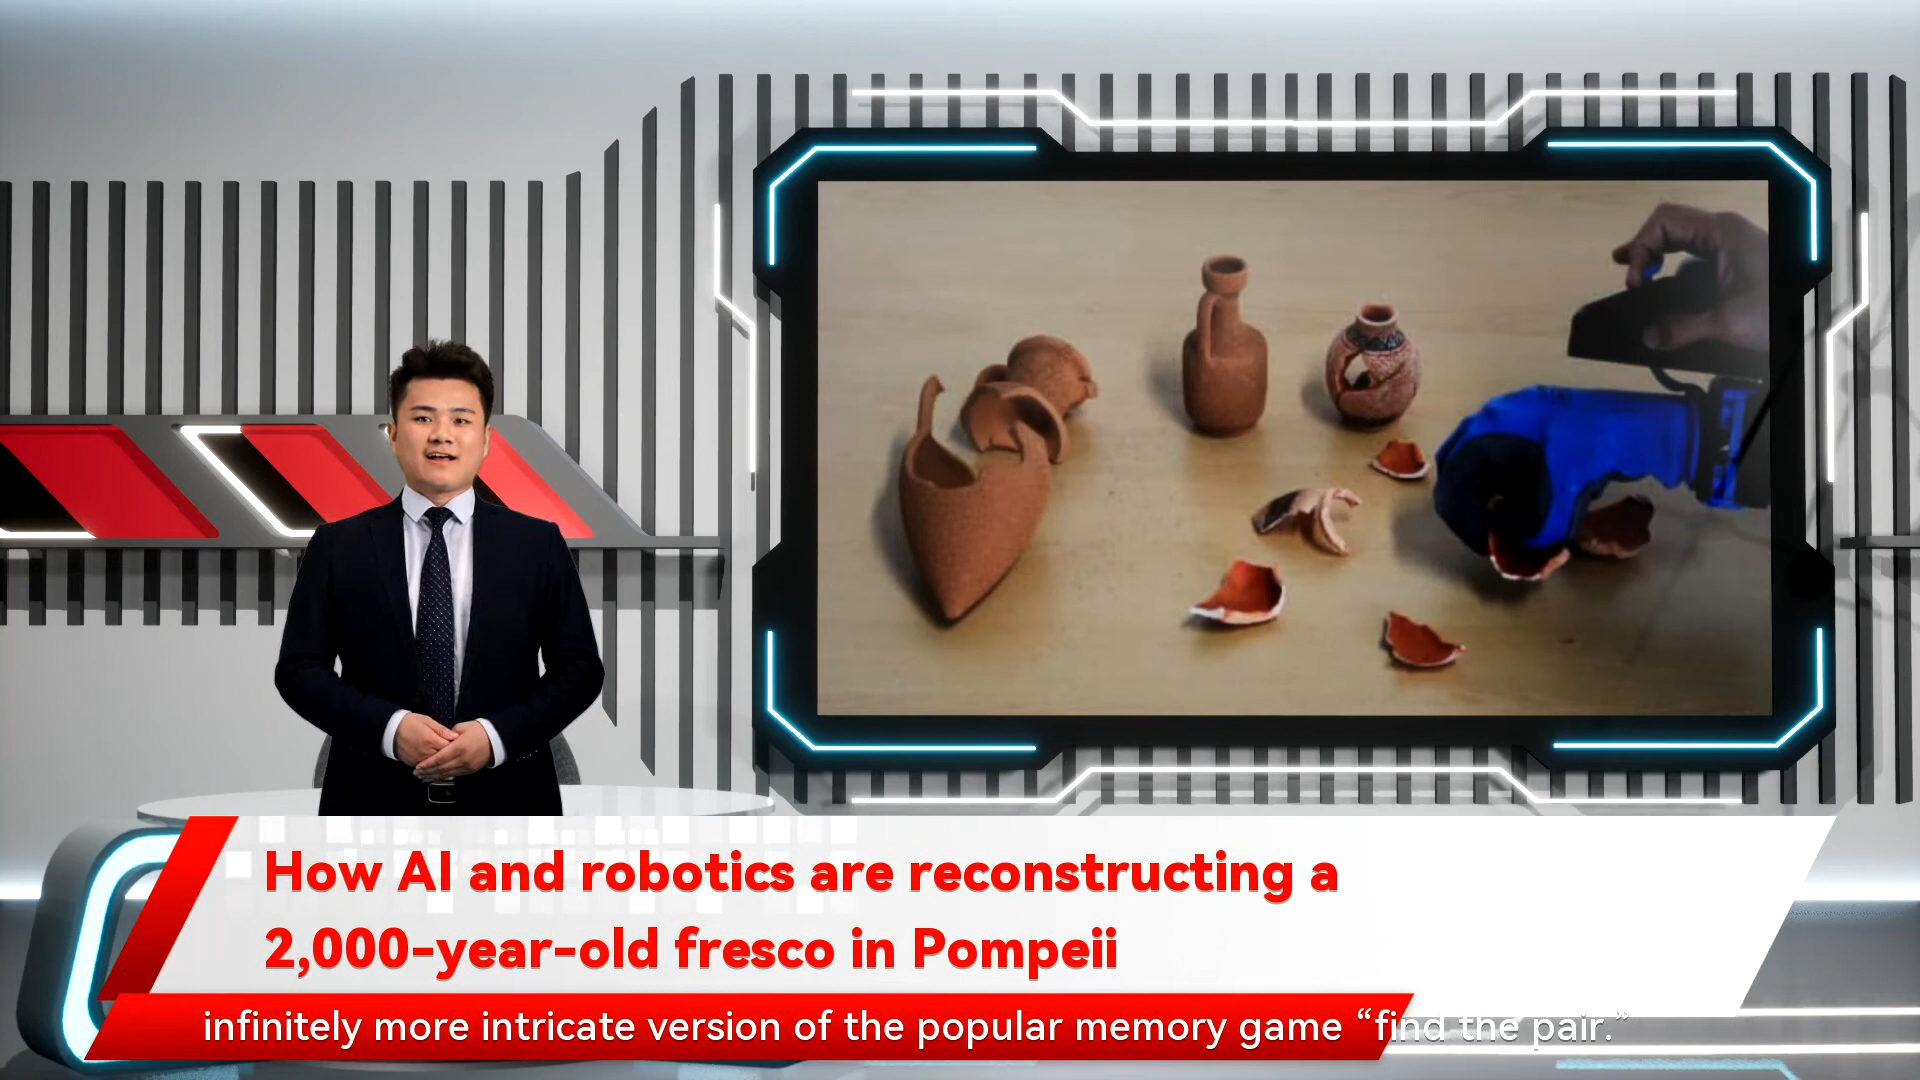 How AI and robotics are reconstructing a
2,000-year-old fresco in Pompeii
infinitely more intricate version of the popular memory game “find the pair.”